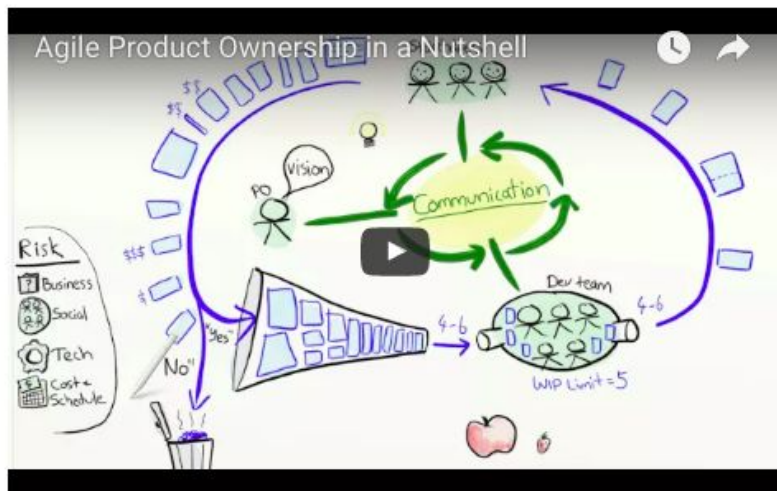 Agile Product Ownership in a Nutshell
$$
$$
Vision
PO
Communication
Risk
? Business
Social
Tech
$
Cost &
Schedule
$$$
$
"Yes"
No"
4-6
Dev team
4-6
WIP Limit = 5